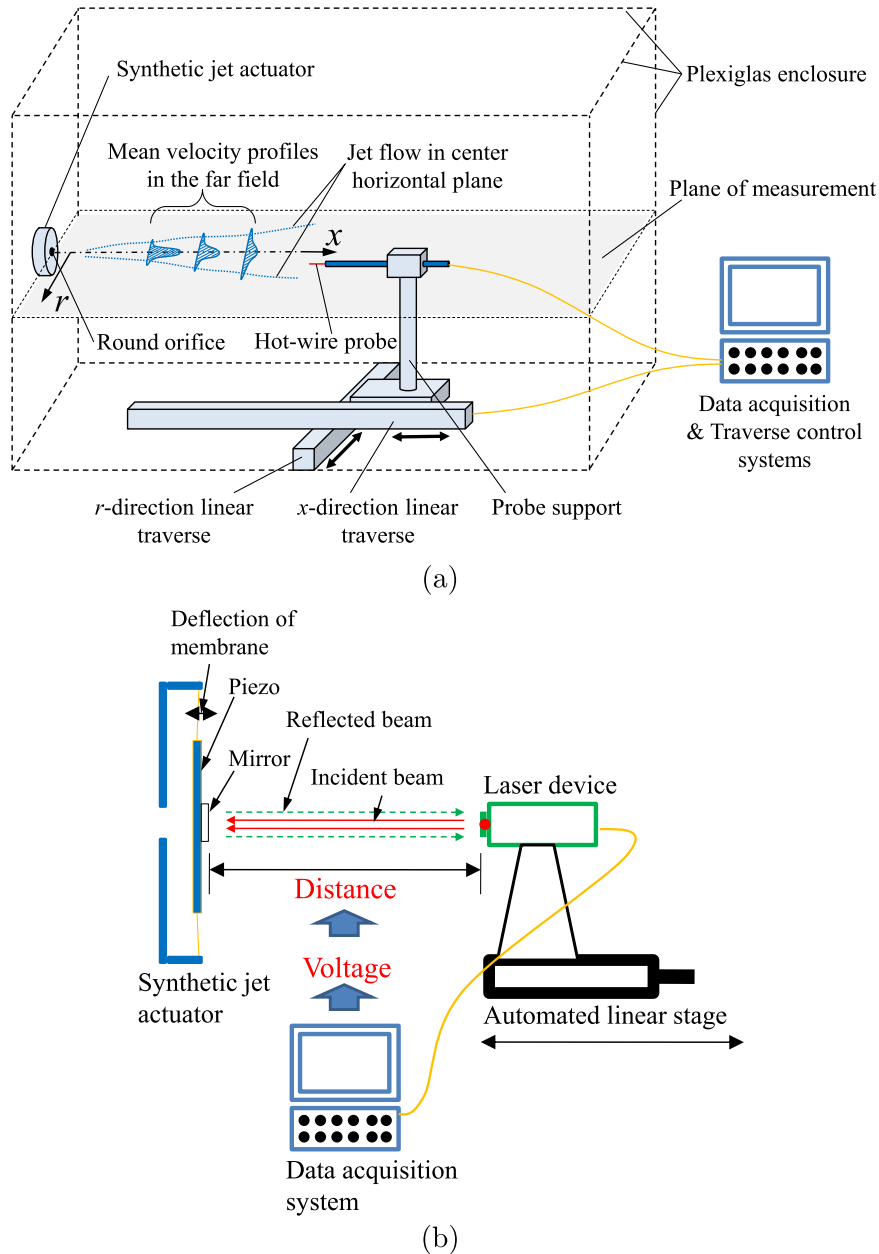 Synthetic jet actuator
Plexiglas enclosure
Mean velocity profiles
in the far field
Jet flow in center
horizontal plane
Plane of measurement
x
r
Round orifice
Hot-wire probe
Data acquisition
& Traverse control
systems
r-direction linear
traverse
x-direction linear
traverse
Probe support
(a)
Deflection of
membrane
Piezo
Reflected beam
Mirror
Incident beam
Laser device
Distance
Voltage
Synthetic jet
actuator
Automated linear stage
Data acquisition
system
(b)